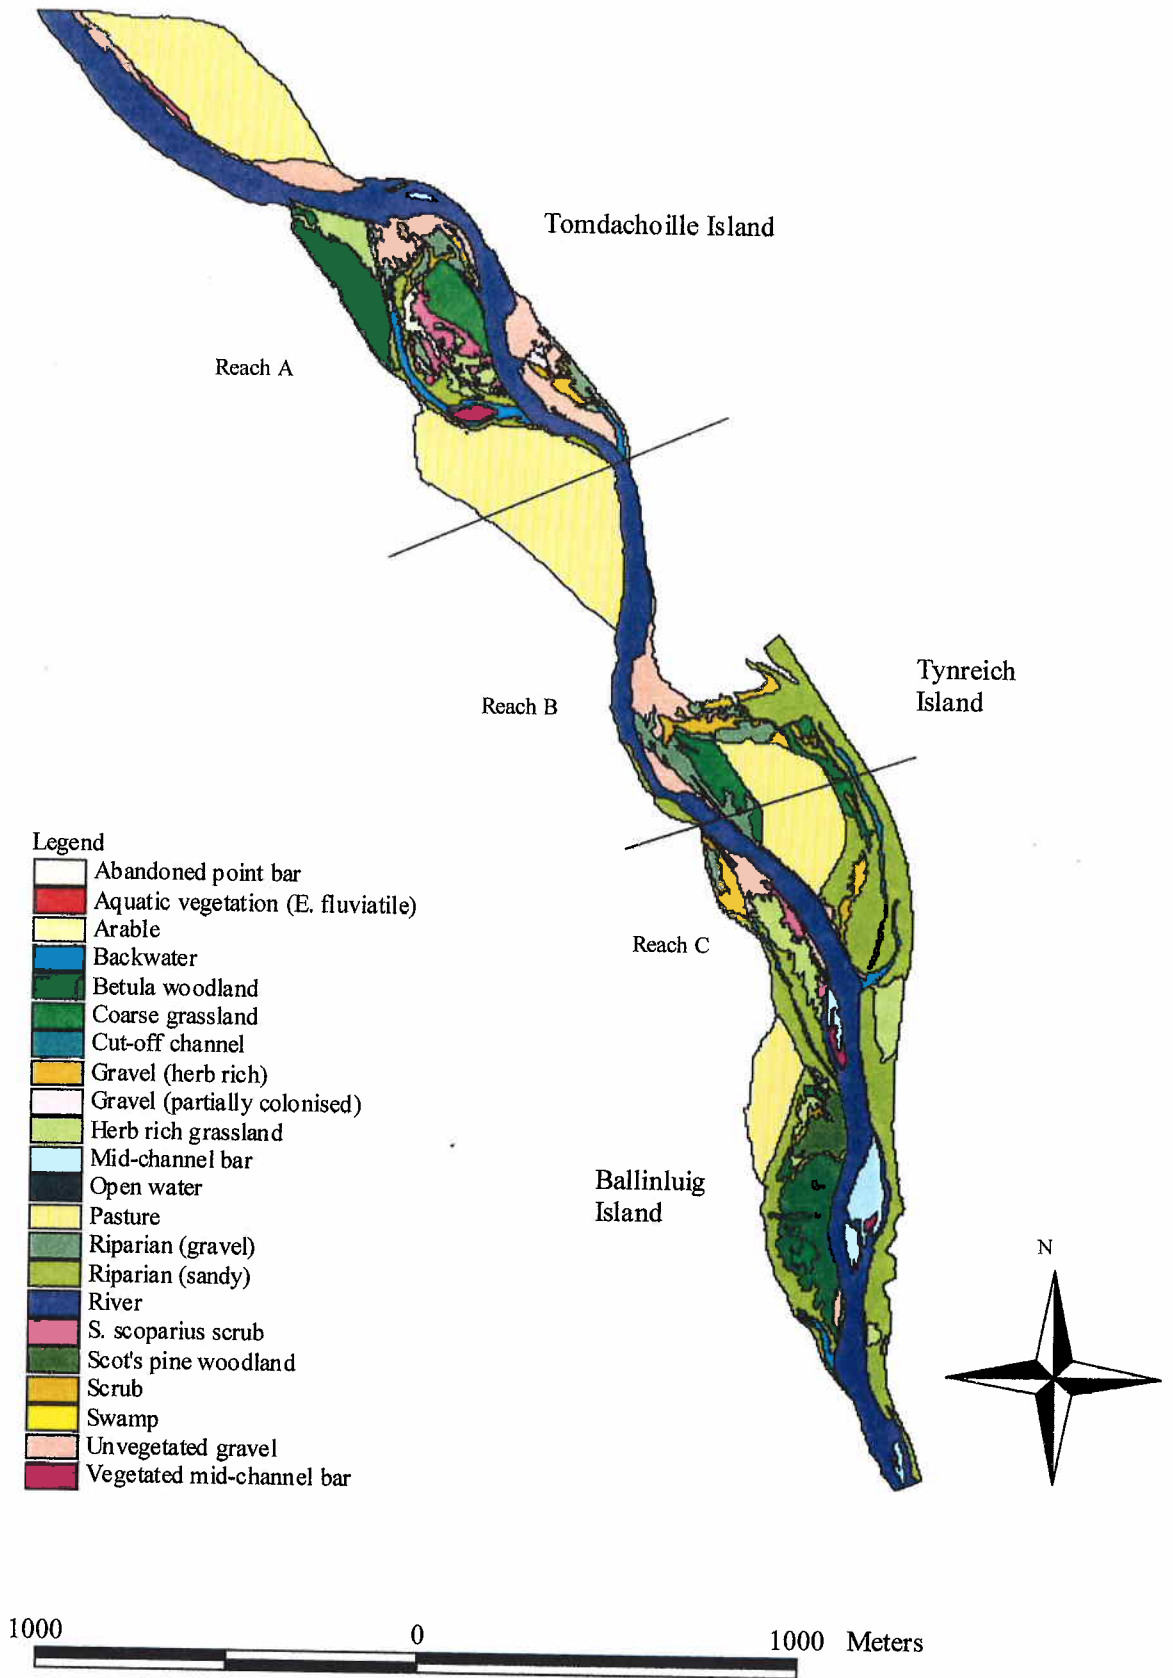 Tomdachoille Island
Reach A
Tynreich
Island
Reach B
Legend
Abandoned point bar
Aquatic vegetation (E. fluviatile)
Arable
Backwater
Betula woodland
Coarse grassland
Cut-off channel
Gravel (herb rich)
Gravel (partially colonised)
Herb rich grassland
Mid-channel bar
Open water
Pasture
Riparian (gravel)
Riparian (sandy)
River
S. scoparius scrub
Scot's pine woodland
Scrub
Swamp
Unvegetated gravel
Vegetated mid-channel bar
Reach C
Ballinluig
Island
N
1000 0 1000 Meters